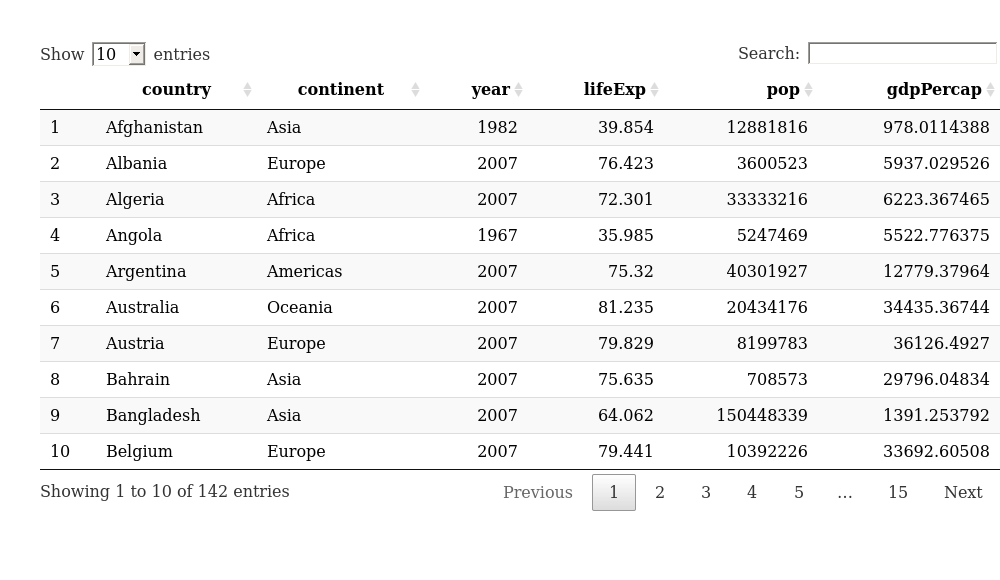 Show 10 entries Search:
country continent year lifeExp pop gdpPercap
1 Afghanistan Asia 1982 39.854 12881816 978.0114388
2 Albania Europe 2007 76.423 3600523 5937.029526
3 Algeria Africa 2007 72.301 33333216 6223.367465
4 Angola Africa 1967 35.985 5247469 5522.776375
5 Argentina Americas 2007 75.32 40301927 12779.37964
6 Australia Oceania 2007 81.235 20434176 34435.36744
7 Austria Europe 2007 79.829 8199783 36126.4927
8 Bahrain Asia 2007 75.635 708573 29796.04834
9 Bangladesh Asia 2007 64.062 150448339 1391.253792
10 Belgium Europe 2007 79.441 10392226 33692.60508
Showing 1 to 10 of 142 entries Previous 1 2 3 4 5 … 15 Next